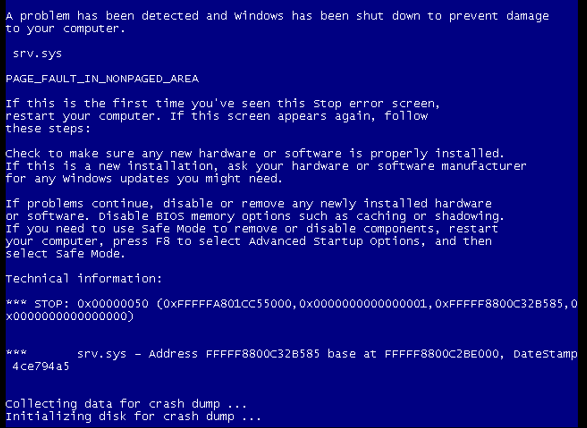 A problem has been detected and Windows has been shut down to prevent damage
to your computer.
srv.sys
PAGE_FAULT_IN_NONPAGED_AREA
If this is the first time you've seen this Stop error screen,
restart your computer. If this screen appears again, follow
these steps:
Check to make sure any new hardware or software is properly installed.
If this is a new installation, ask your hardware or software manufacturer
for any Windows updates you might need.
If problems continue, disable or remove any newly installed hardware
or software. Disable BIOS memory options such as caching or shadowing.
If you need to use Safe Mode to remove or disable components, restart
your computer, press F8 to select Advanced Startup Options, and then
select Safe Mode.
Technical information:
*** STOP: 0x00000050 (0xFFFFFA801CC55000,0x0000000000000001,0xFFFFF8800C32B585,0
x0000000000000000)
*** srv.sys - Address FFFFF8800C32B585 base at FFFFF8800C2BE000, DateStamp
4ce794a5
Collecting data for crash dump ...
Initializing disk for crash dump ...